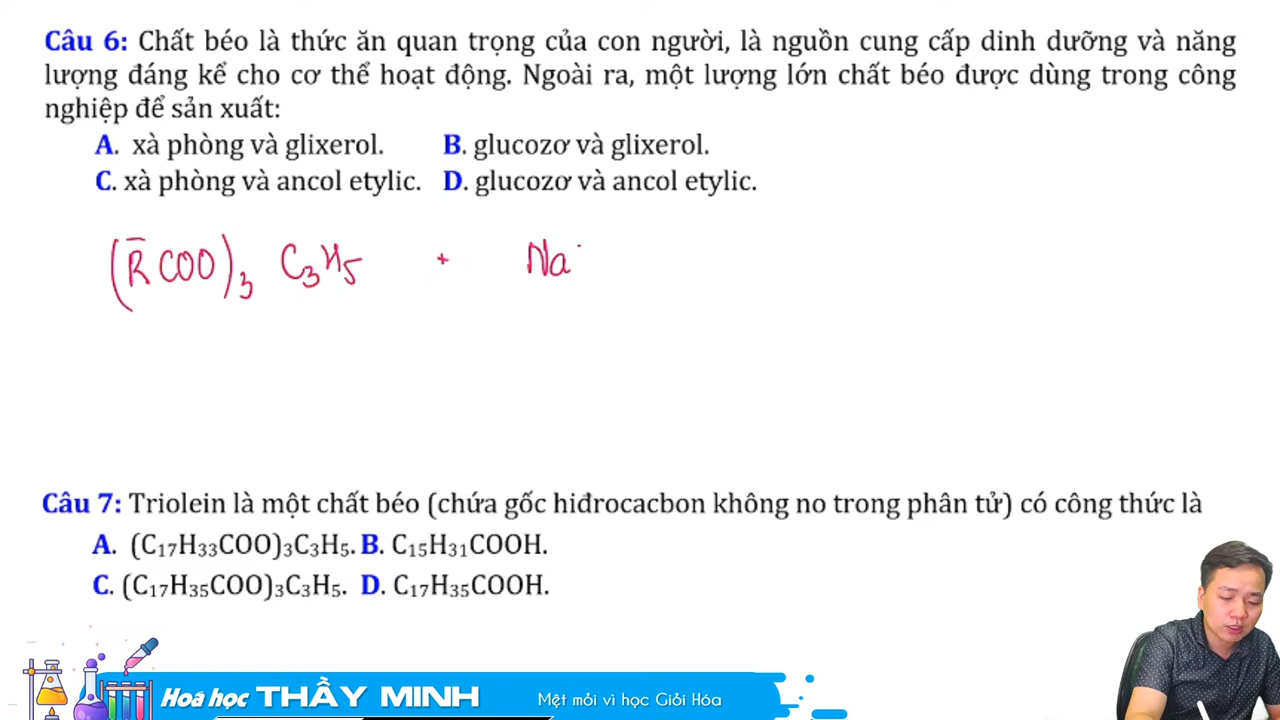 Câu 6: Chất béo là thức ăn quan trọng của con người, là nguồn cung cấp dinh dưỡng và năng
lượng đáng kể cho cơ thể hoạt động. Ngoài ra, một lượng lớn chất béo được dùng trong công
nghiệp để sản xuất:
A. xà phòng và glixerol. B. glucozơ và glixerol.
C. xà phòng và ancol etylic. D. glucozơ và ancol etylic.
(R̄COO)₃ C₃H₅ + Na
Câu 7: Triolein là một chất béo (chứa gốc hiđrocacbon không no trong phân tử) có công thức là
A. (C₁₇H₃₃COO)₃C₃H₅. B. C₁₅H₃₁COOH.
C. (C₁₇H₃₅COO)₃C₃H₅. D. C₁₇H₃₅COOH.
Hoá học THẦY MINH Mệt mỏi vì học Giỏi Hóa